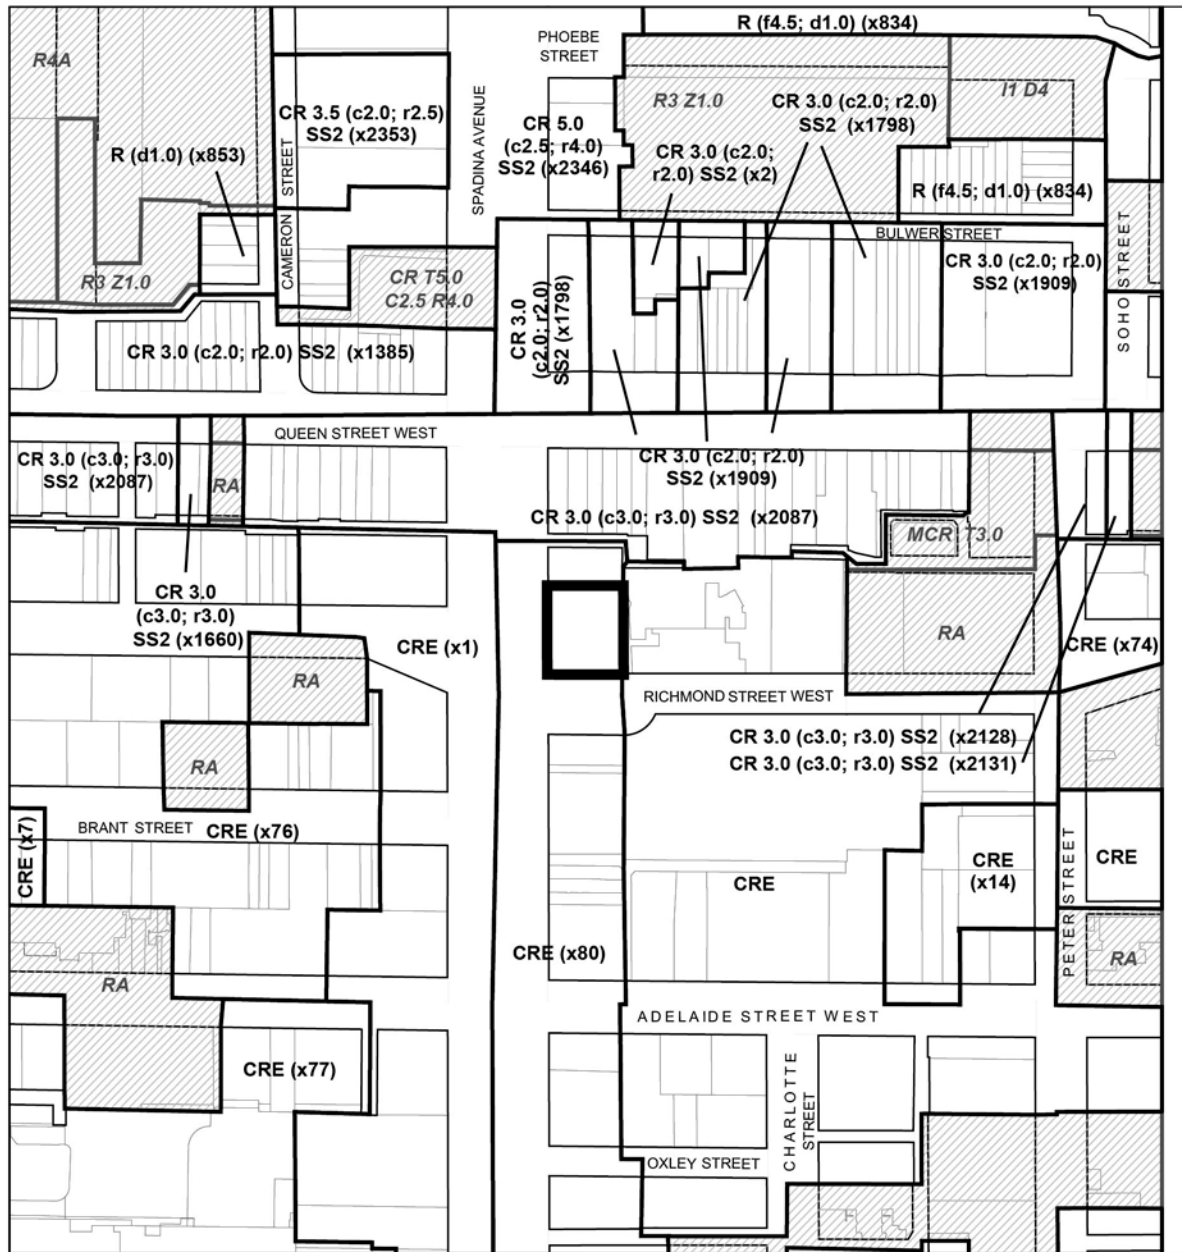 R (f4.5; d1.0) (x834)
PHOEBE
STREET
R4A
CR 3.5 (c2.0; r2.5)
SS2 (x2353)
R (d1.0) (x853)
CAMERON STREET
SPADINA AVENUE
CR 5.0
(c2.5; r4.0)
SS2 (x2346)
R3 Z1.0
CR 3.0 (c2.0; r2.0)
SS2 (x1798)
I1 D4
CR 3.0 (c2.0;
r2.0) SS2 (x2)
R (f4.5; d1.0) (x834)
BULWER STREET
SOHO STREET
R3 Z1.0
CR T5.0
C2.5 R4.0
CR 3.0
(c2.0; r2.0)
SS2 (x1798)
CR 3.0 (c2.0; r2.0)
SS2 (x1909)
CR 3.0 (c2.0; r2.0) SS2 (x1385)
QUEEN STREET WEST
CR 3.0 (c3.0; r3.0)
SS2 (x2087)
RA
CR 3.0 (c2.0; r2.0)
SS2 (x1909)
CR 3.0 (c3.0; r3.0) SS2 (x2087)
MCR T3.0
CR 3.0
(c3.0; r3.0)
SS2 (x1660)
CRE (x1)
RA
CRE (x74)
RA
RICHMOND STREET WEST
CR 3.0 (c3.0; r3.0) SS2 (x2128)
CR 3.0 (c3.0; r3.0) SS2 (x2131)
RA
BRANT STREET
CRE (x76)
CRE (x7)
CRE
CRE
(x14)
PETER STREET
CRE
CRE (x80)
RA
RA
ADELAIDE STREET WEST
CRE (x77)
CHARLOTTE
STREET
OXLEY STREET